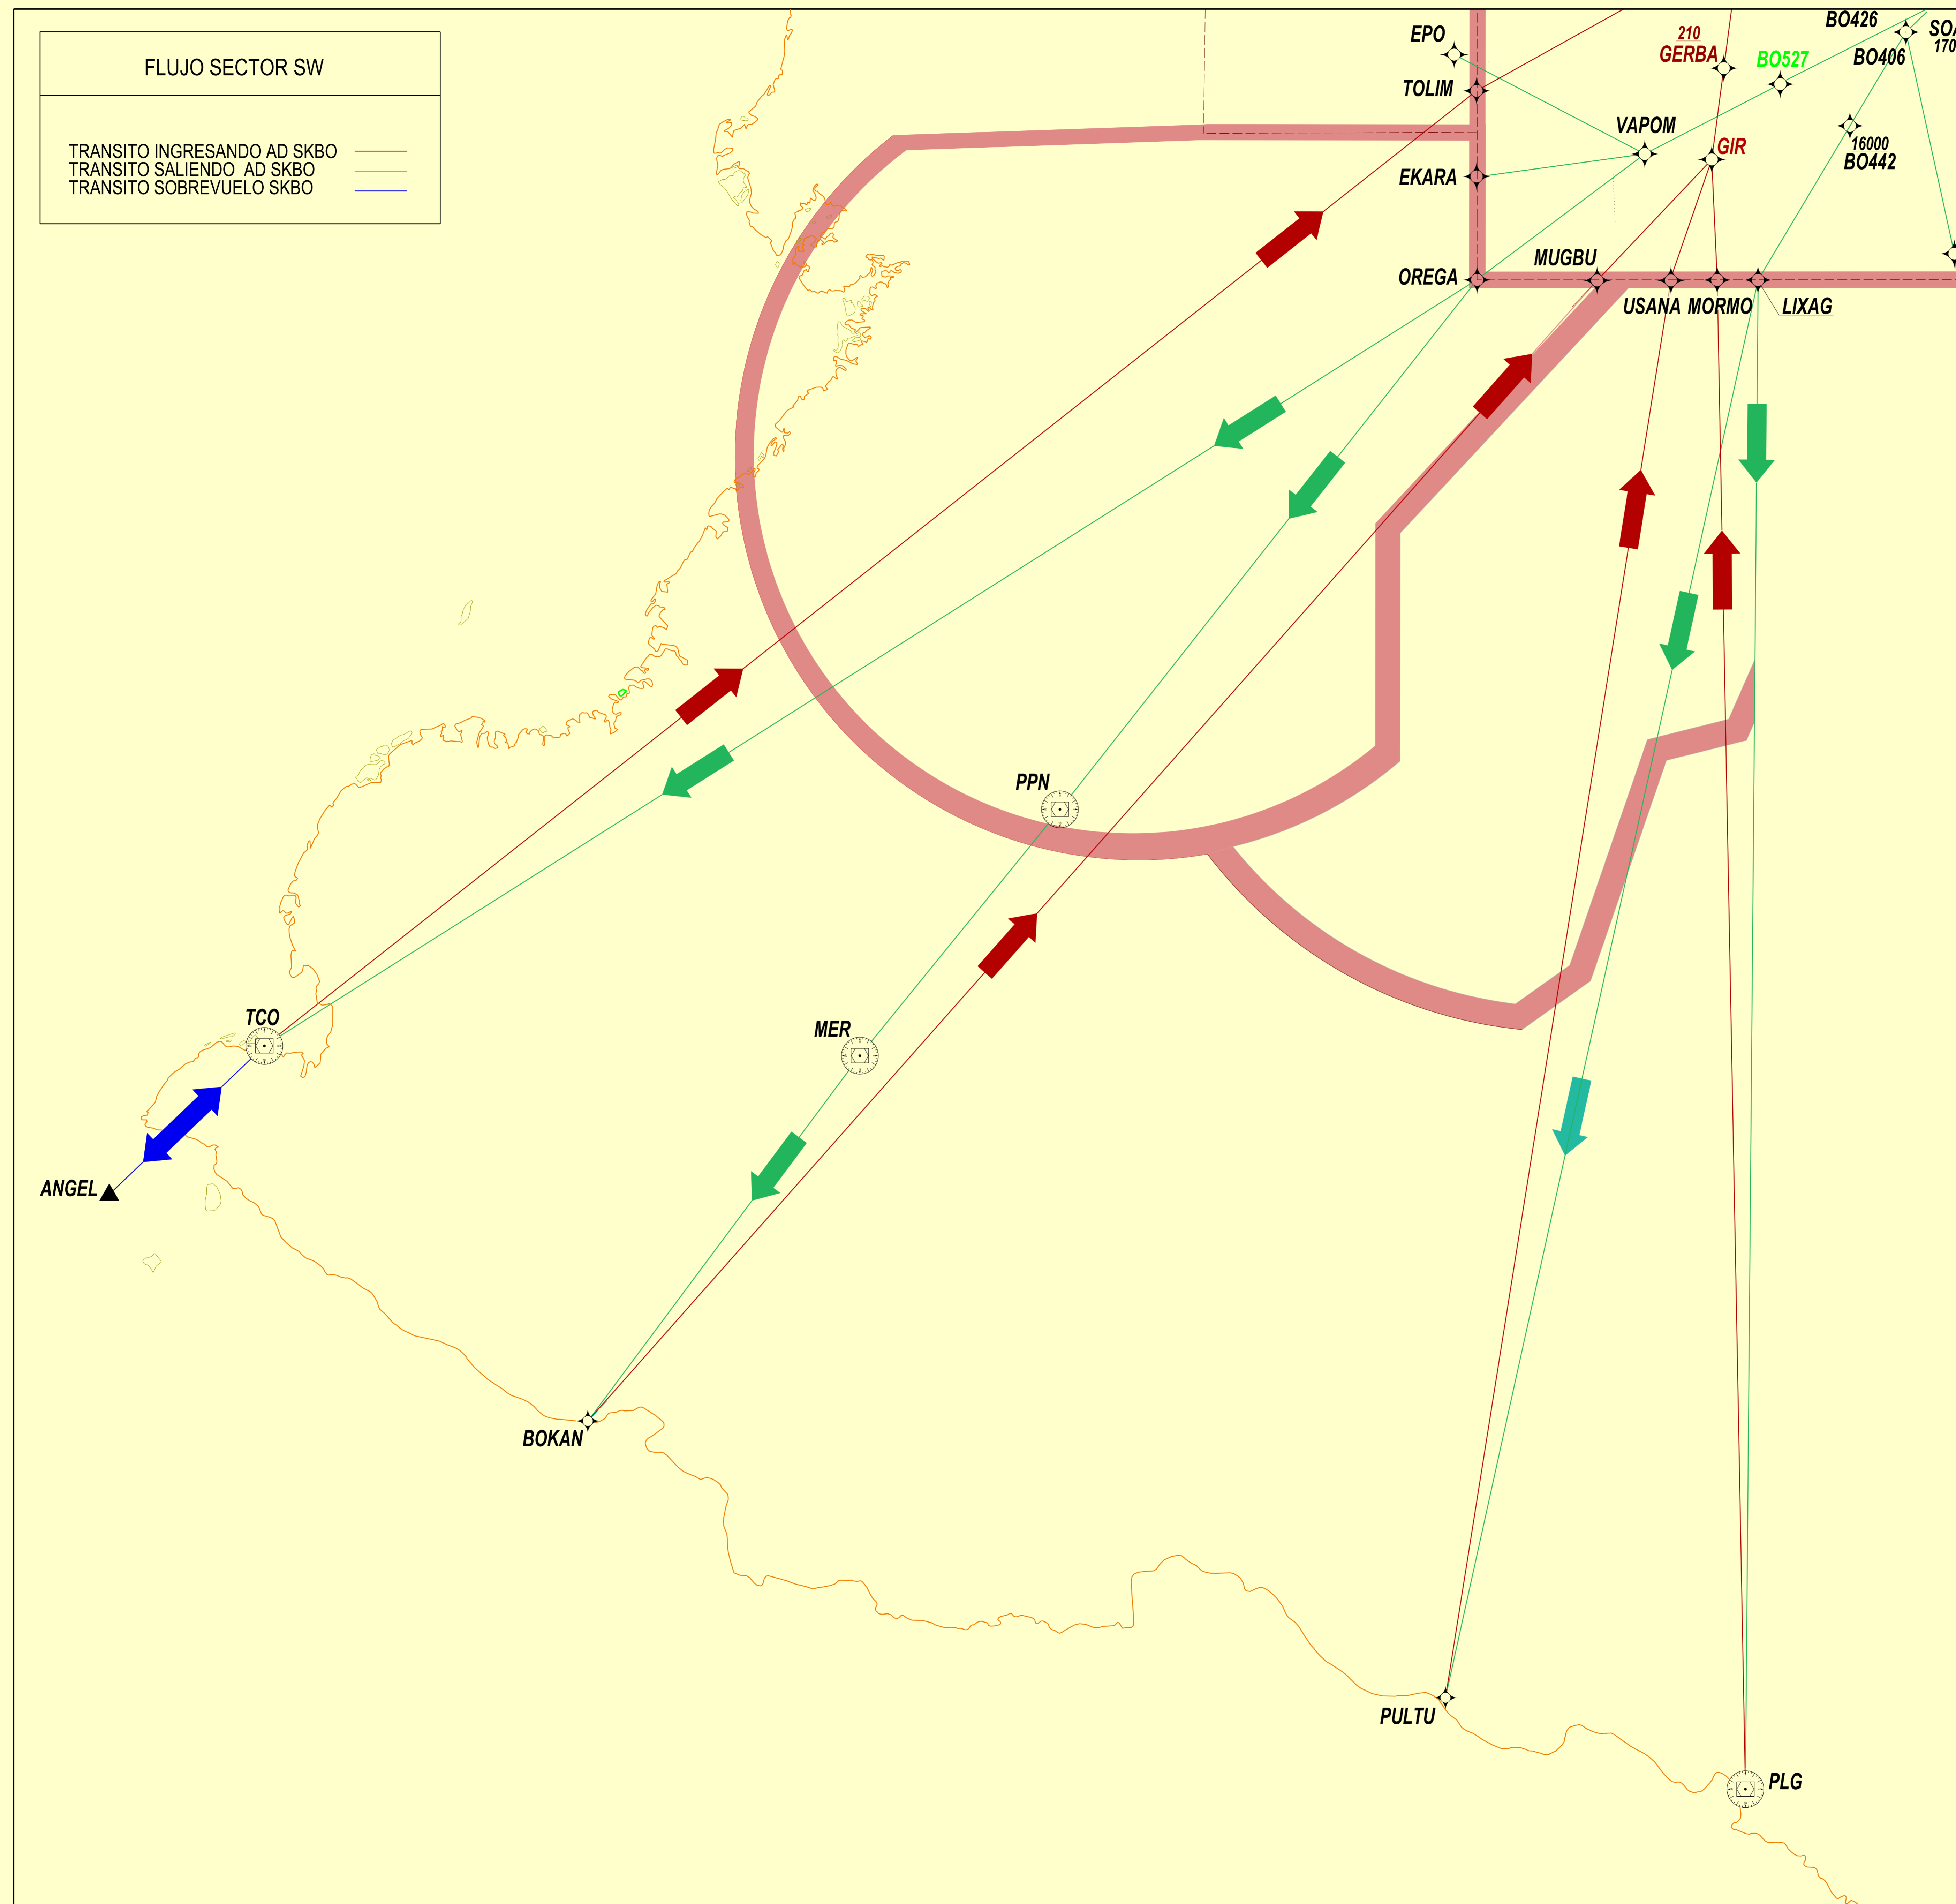 FLUJO SECTOR SW
TRANSITO INGRESANDO AD SKBO
TRANSITO SALIENDO AD SKBO
TRANSITO SOBREVUELO SKBO
EPO
TOLIM
210
GERBA
BO527
BO426
BO406
VAPOM
GIR
16000
BO442
EKARA
OREGA
MUGBU
USANA
MORMO
LIXAG
PPN
TCO
MER
ANGEL
BOKAN
PULTU
PLG